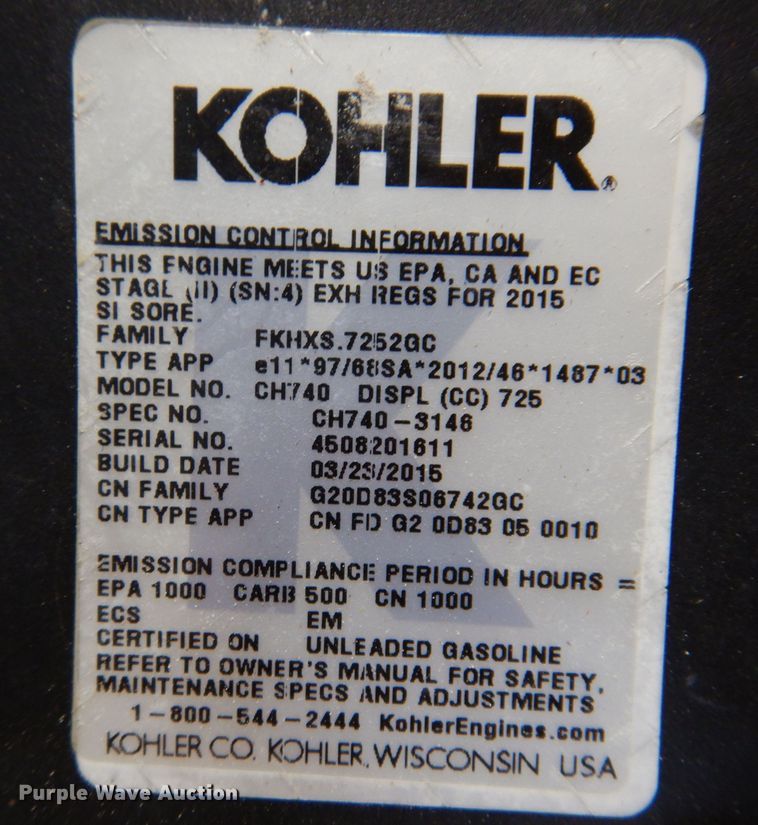 KOHLER®
EMISSION CONTROL INFORMATION
THIS ENGINE MEETS US EPA, CA AND EC
STAGE (II) (SN:4) EXH REGS FOR 2015
SI SORE.
FAMILY FKHXS.7252GC
TYPE APP e11*97/68SA*2012/46*1487*03
MODEL NO. CH740 DISPL (CC) 725
SPEC NO. CH740-3146
SERIAL NO. 4508201611
BUILD DATE 03/23/2015
CN FAMILY G20D83S06742GC
CN TYPE APP CN FD G2 0D83 05 0010
EMISSION COMPLIANCE PERIOD IN HOURS =
EPA 1000 CARB 500 CN 1000
ECS EM
CERTIFIED ON UNLEADED GASOLINE
REFER TO OWNER'S MANUAL FOR SAFETY,
MAINTENANCE SPECS AND ADJUSTMENTS
1-800-544-2444 KohlerEngines.com
KOHLER CO. KOHLER, WISCONSIN USA
Purple Wave Auction